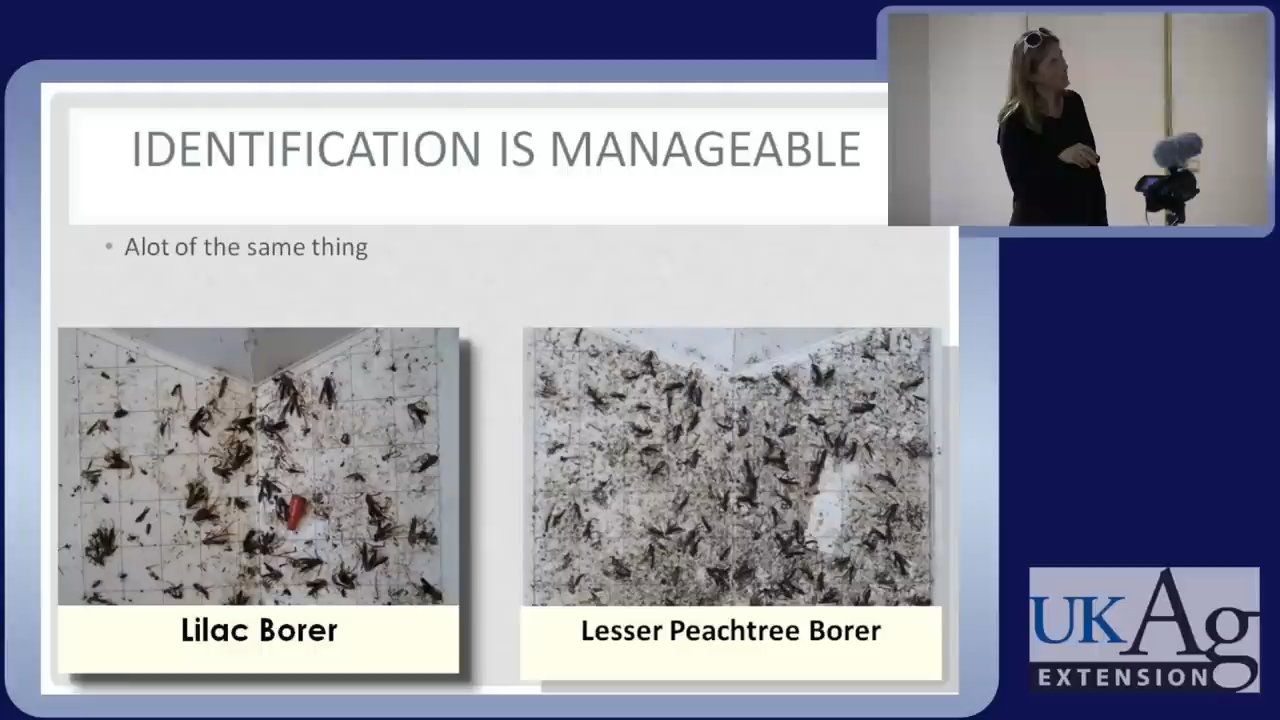 IDENTIFICATION IS MANAGEABLE
• Alot of the same thing
Lilac Borer
Lesser Peachtree Borer
UKAg
EXTENSION